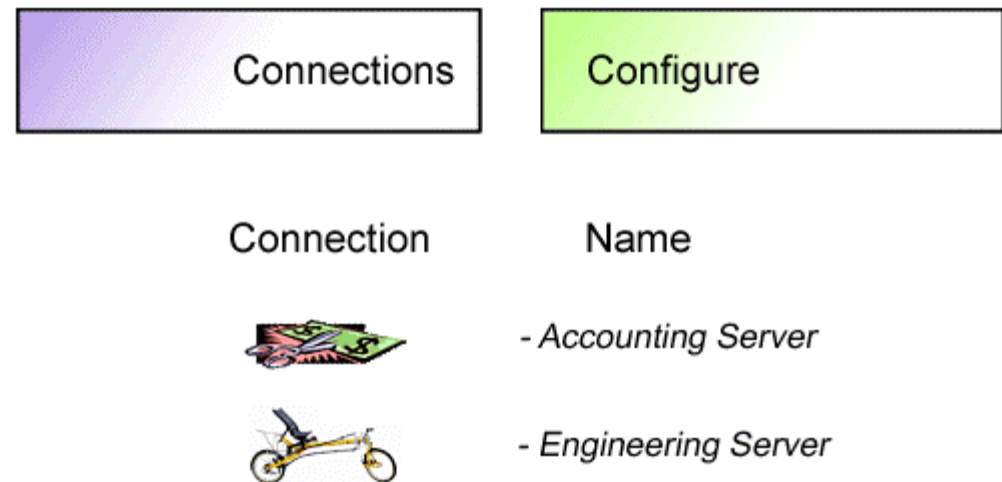 Connections Configure
Connection Name
- Accounting Server
- Engineering Server